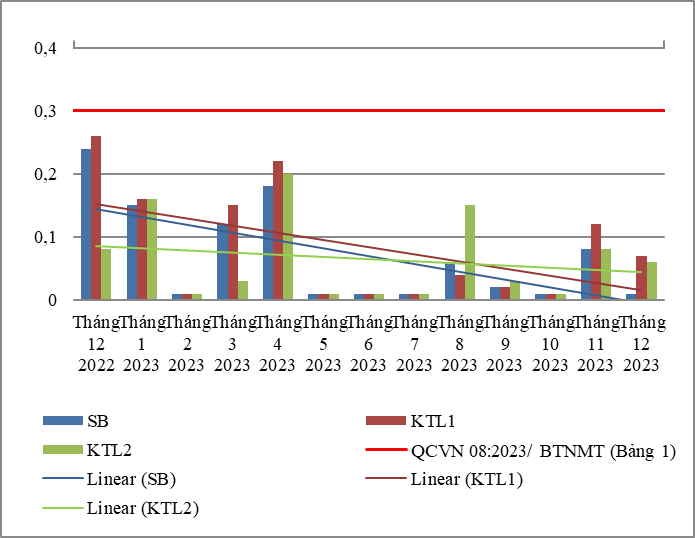 0,4
0,3
0,2
0,1
0
Tháng Tháng Tháng Tháng Tháng Tháng Tháng Tháng Tháng Tháng Tháng Tháng Tháng
12 1 2 3 4 5 6 7 8 9 10 11 12
2022 2023 2023 2023 2023 2023 2023 2023 2023 2023 2023 2023 2023
SB KTL1
KTL2 QCVN 08:2023/ BTNMT (Bảng 1)
Linear (SB) Linear (KTL1)
Linear (KTL2)